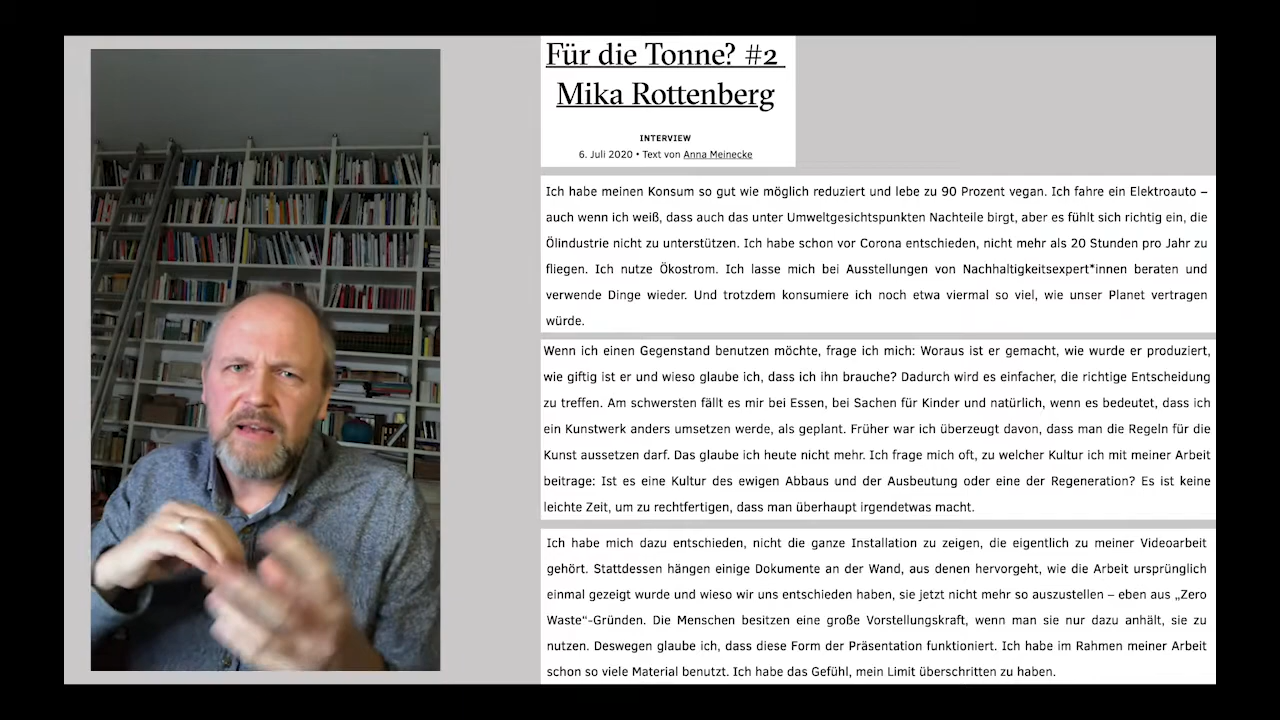 Für die Tonne? #2
Mika Rottenberg
INTERVIEW
6. Juli 2020 • Text von Anna Meinecke
Ich habe meinen Konsum so gut wie möglich reduziert und lebe zu 90 Prozent vegan. Ich fahre ein Elektroauto –
auch wenn ich weiß, dass auch das unter Umweltgesichtspunkten Nachteile birgt, aber es fühlt sich richtig ein, die
Ölindustrie nicht zu unterstützen. Ich habe schon vor Corona entschieden, nicht mehr als 20 Stunden pro Jahr zu
fliegen. Ich nutze Ökostrom. Ich lasse mich bei Ausstellungen von Nachhaltigkeitsexpert*innen beraten und
verwende Dinge wieder. Und trotzdem konsumiere ich noch etwa viermal so viel, wie unser Planet vertragen
würde.
Wenn ich einen Gegenstand benutzen möchte, frage ich mich: Woraus ist er gemacht, wie wurde er produziert,
wie giftig ist er und wieso glaube ich, dass ich ihn brauche? Dadurch wird es einfacher, die richtige Entscheidung
zu treffen. Am schwersten fällt es mir bei Essen, bei Sachen für Kinder und natürlich, wenn es bedeutet, dass ich
ein Kunstwerk anders umsetzen werde, als geplant. Früher war ich überzeugt davon, dass man die Regeln für die
Kunst aussetzen darf. Das glaube ich heute nicht mehr. Ich frage mich oft, zu welcher Kultur ich mit meiner Arbeit
beitrage: Ist es eine Kultur des ewigen Abbaus und der Ausbeutung oder eine der Regeneration? Es ist keine
leichte Zeit, um zu rechtfertigen, dass man überhaupt irgendetwas macht.
Ich habe mich dazu entschieden, nicht die ganze Installation zu zeigen, die eigentlich zu meiner Videoarbeit
gehört. Stattdessen hängen einige Dokumente an der Wand, aus denen hervorgeht, wie die Arbeit ursprünglich
einmal gezeigt wurde und wieso wir uns entschieden haben, sie jetzt nicht mehr so auszustellen – eben aus „Zero
Waste“-Gründen. Die Menschen besitzen eine große Vorstellungskraft, wenn man sie nur dazu anhält, sie zu
nutzen. Deswegen glaube ich, dass diese Form der Präsentation funktioniert. Ich habe im Rahmen meiner Arbeit
schon so viele Material benutzt. Ich habe das Gefühl, mein Limit überschritten zu haben.